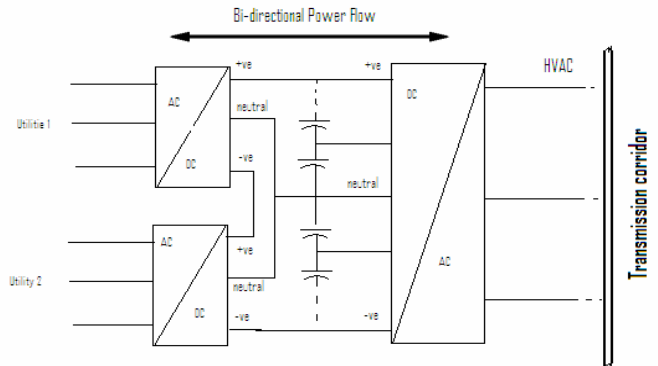 Bi-directional Power Flow
+ve
+ve
HVAC
AC
DC
neutral
Utilitie 1
DC
-ve
neutral
+ve
AC
Utility 2
neutral
AC
DC
-ve
-ve
Transmission corridor